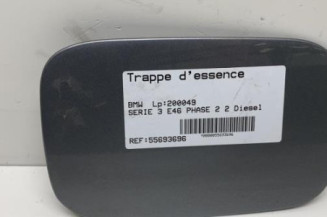 Trappe d'essence
BMW Lp:200049
SERIE 3 E46 PHASE 2 2 Diesel
REF:55693696